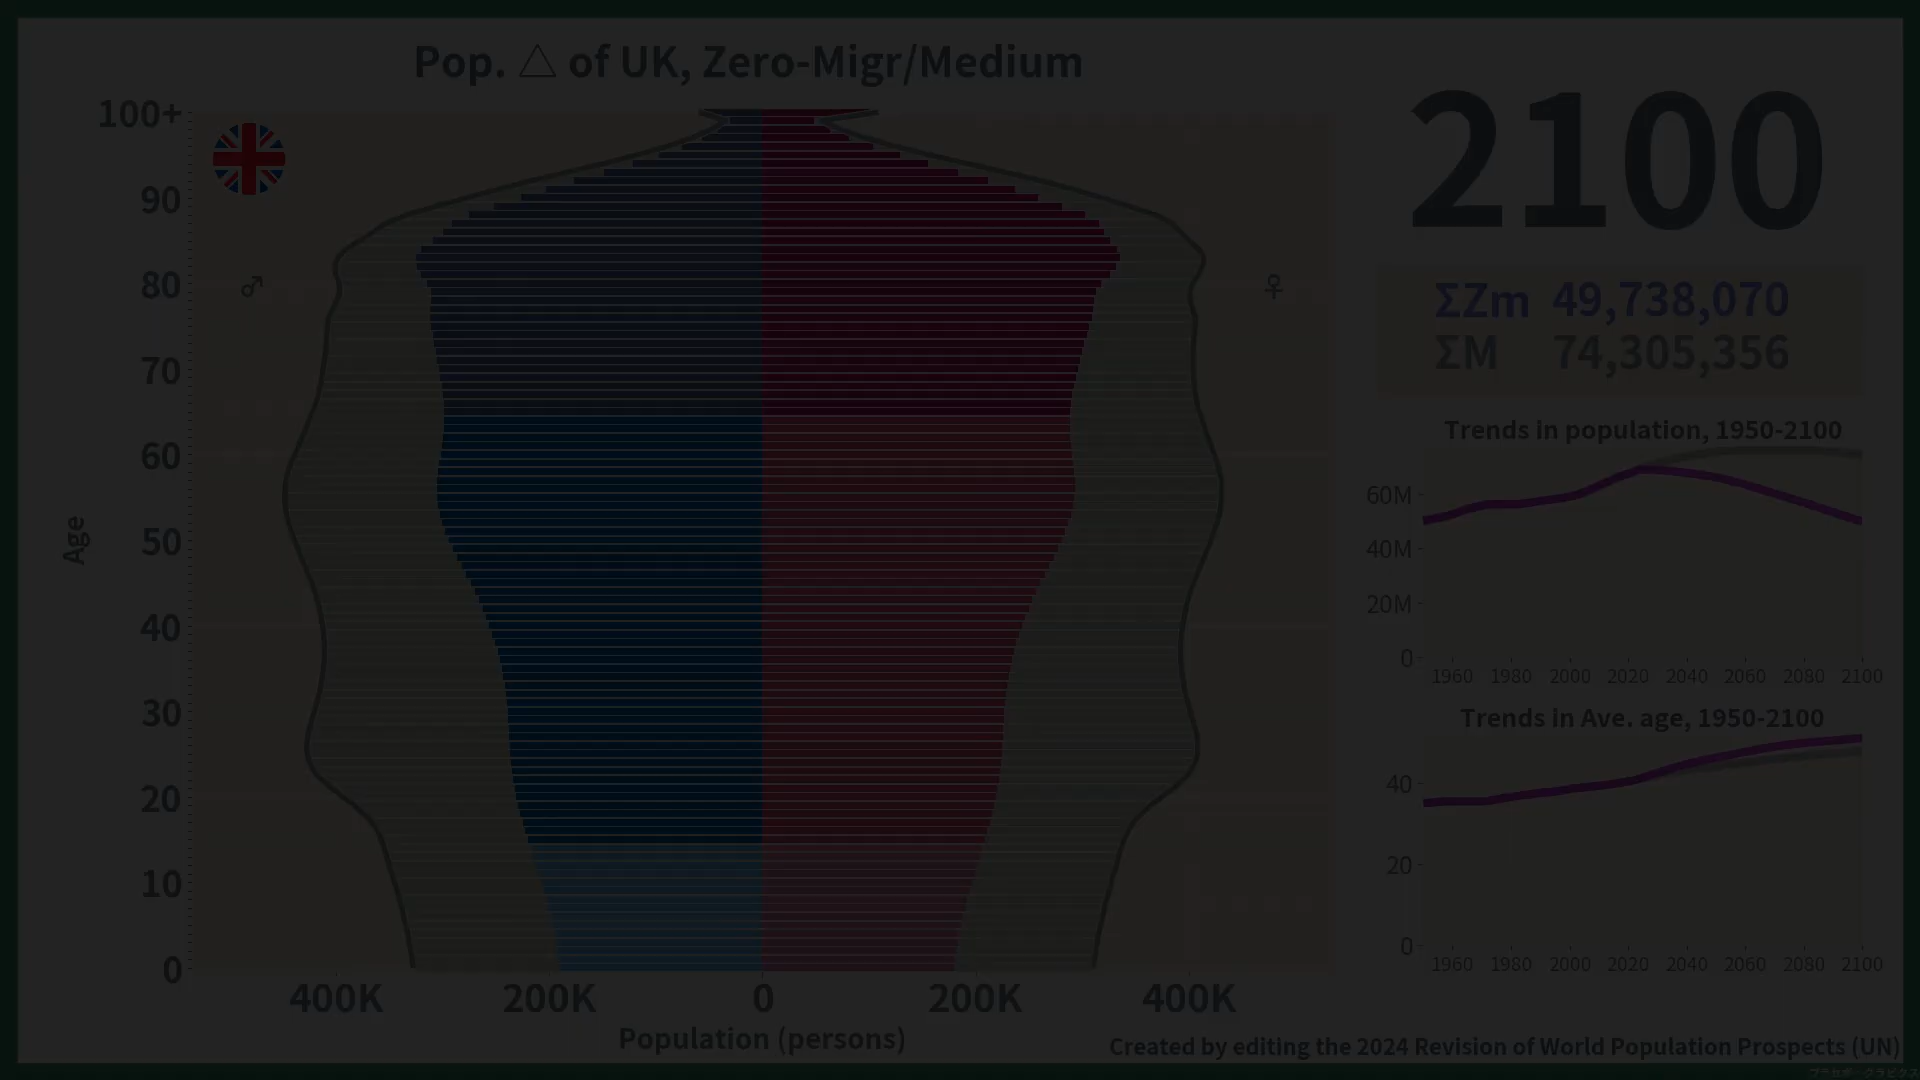 Pop. △ of UK, Zero-Migr/Medium
2100
ΣZm 49,738,070
ΣM 74,305,356
100+
90
80
70
60
50
40
30
20
10
0
Age
♂
♀
400K 200K 0 200K 400K
Population (persons)
Trends in population, 1950-2100
60M
40M
20M
0
1960 1980 2000 2020 2040 2060 2080 2100
Trends in Ave. age, 1950-2100
40
20
0
1960 1980 2000 2020 2040 2060 2080 2100
Created by editing the 2024 Revision of World Population Prospects (UN)